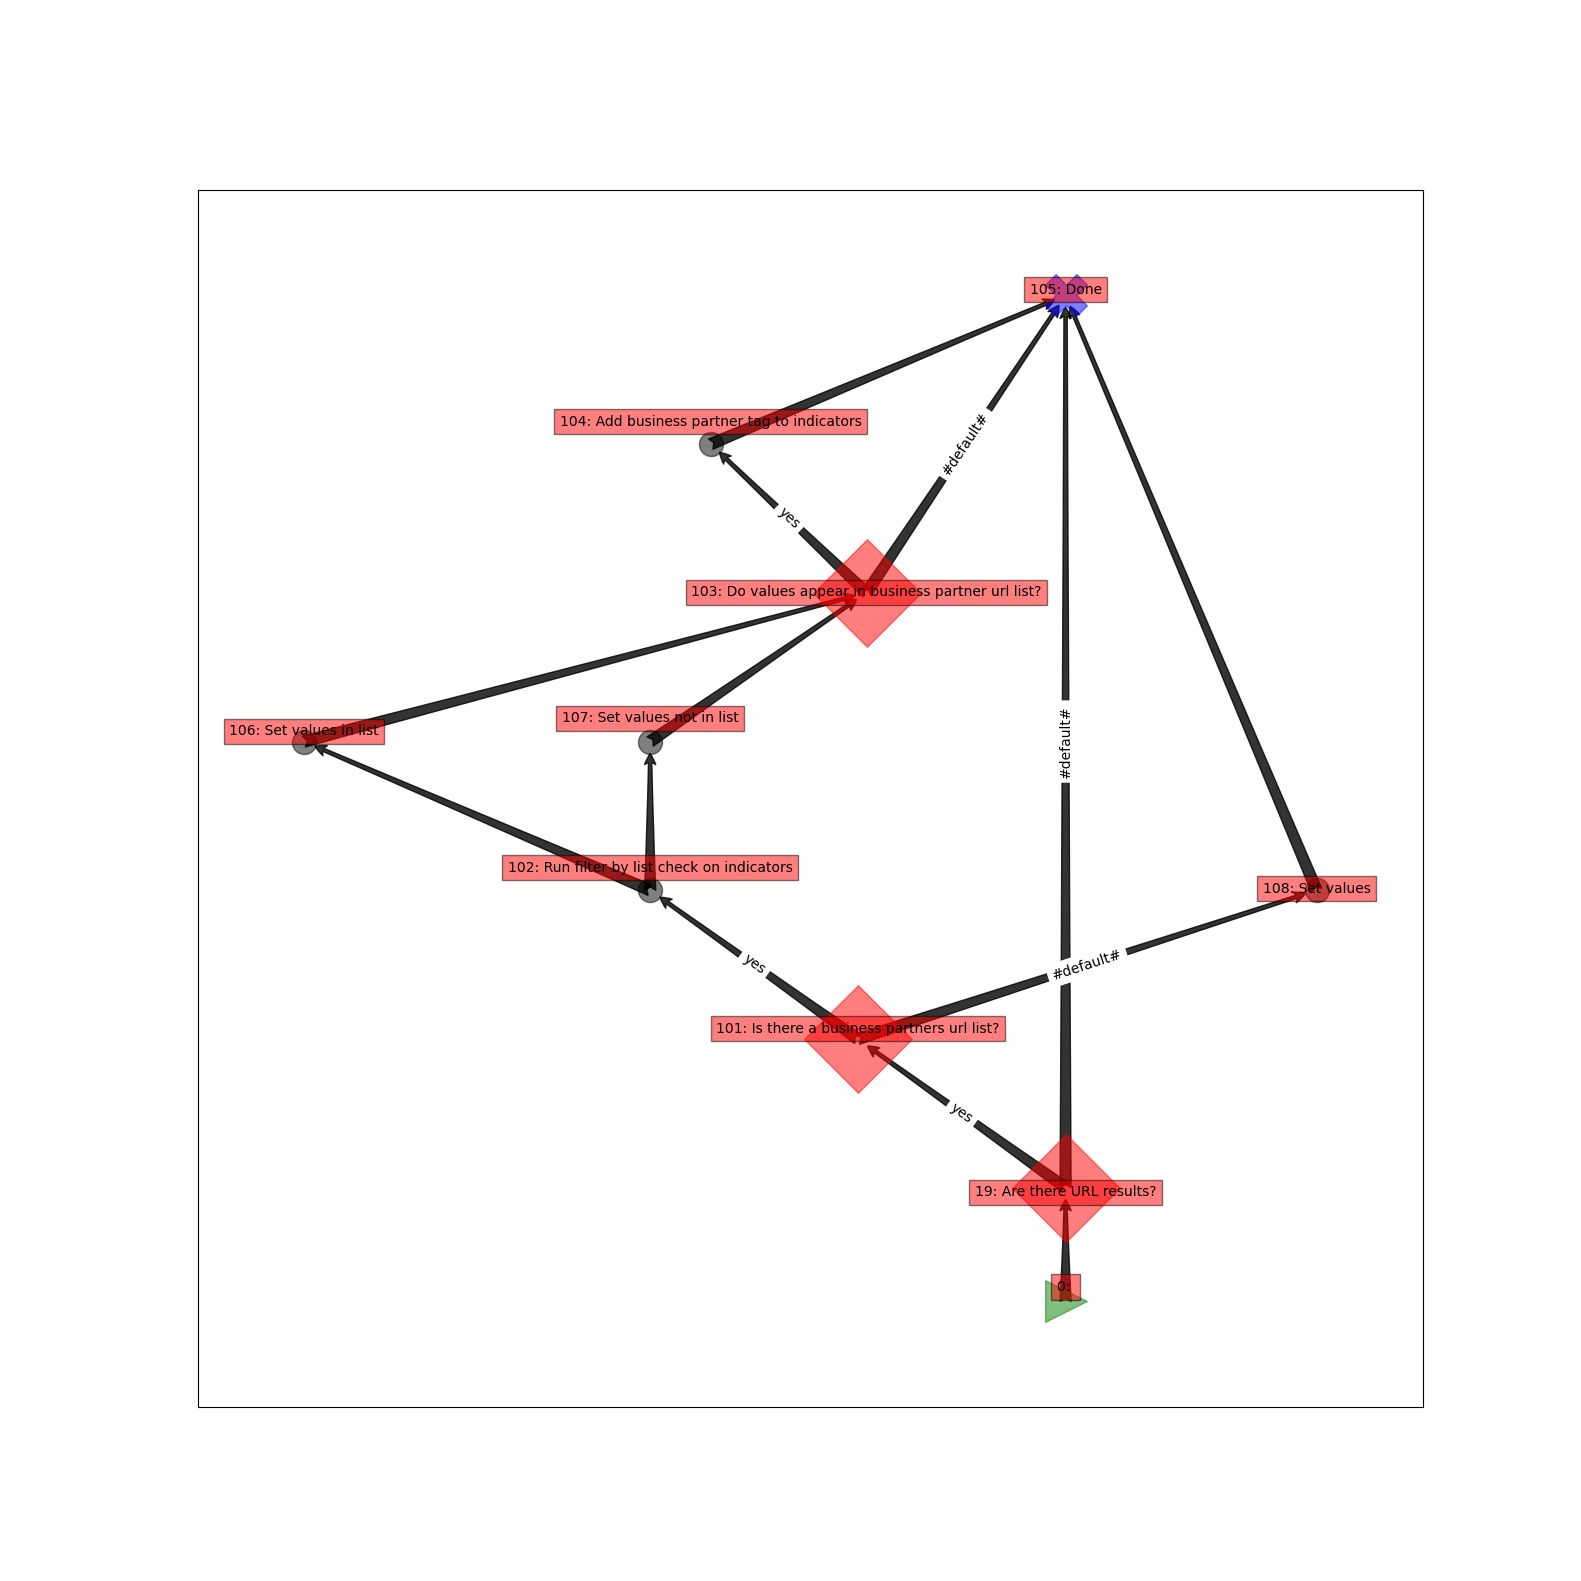 105: Done
104: Add business partner tag to indicators
#default#
yes
103: Do values appear in business partner url list?
106: Set values in list
107: Set values not in list
#default#
102: Run filter by list check on indicators
108: Set values
yes
#default#
101: Is there a business partners url list?
yes
19: Are there URL results?
0: